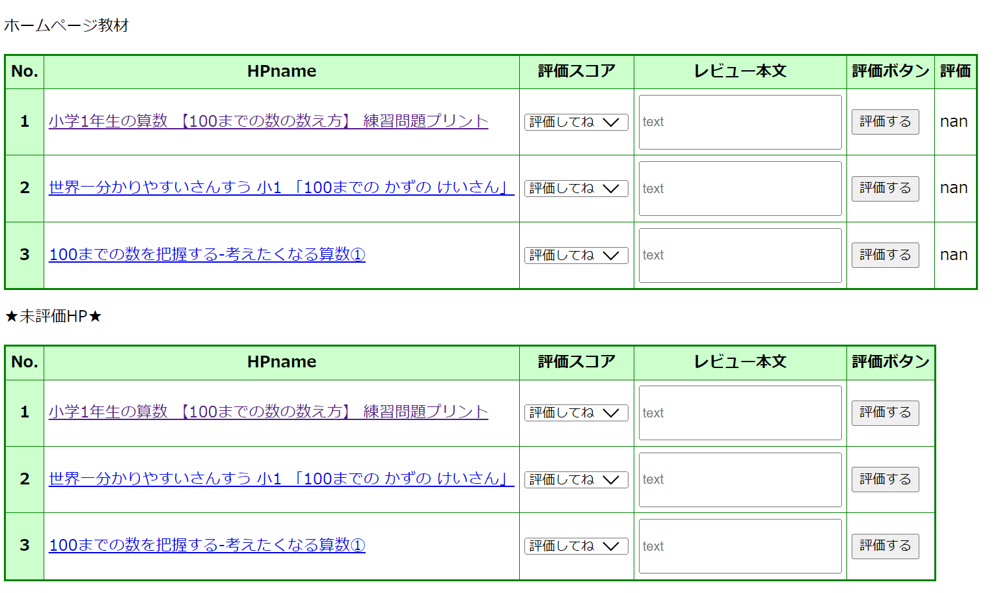 ホームページ教材
No. HPname 評価スコア レビュー本文 評価ボタン 評価
1 小学1年生の算数 【100までの数の数え方】 練習問題プリント 評価してね text 評価する nan
2 世界一分かりやすいさんすう 小1 「100までの かずの けいさん」 評価してね text 評価する nan
3 100までの数を把握する-考えたくなる算数① 評価してね text 評価する nan
★未評価HP★
No. HPname 評価スコア レビュー本文 評価ボタン
1 小学1年生の算数 【100までの数の数え方】 練習問題プリント 評価してね text 評価する
2 世界一分かりやすいさんすう 小1 「100までの かずの けいさん」 評価してね text 評価する
3 100までの数を把握する-考えたくなる算数① 評価してね text 評価する